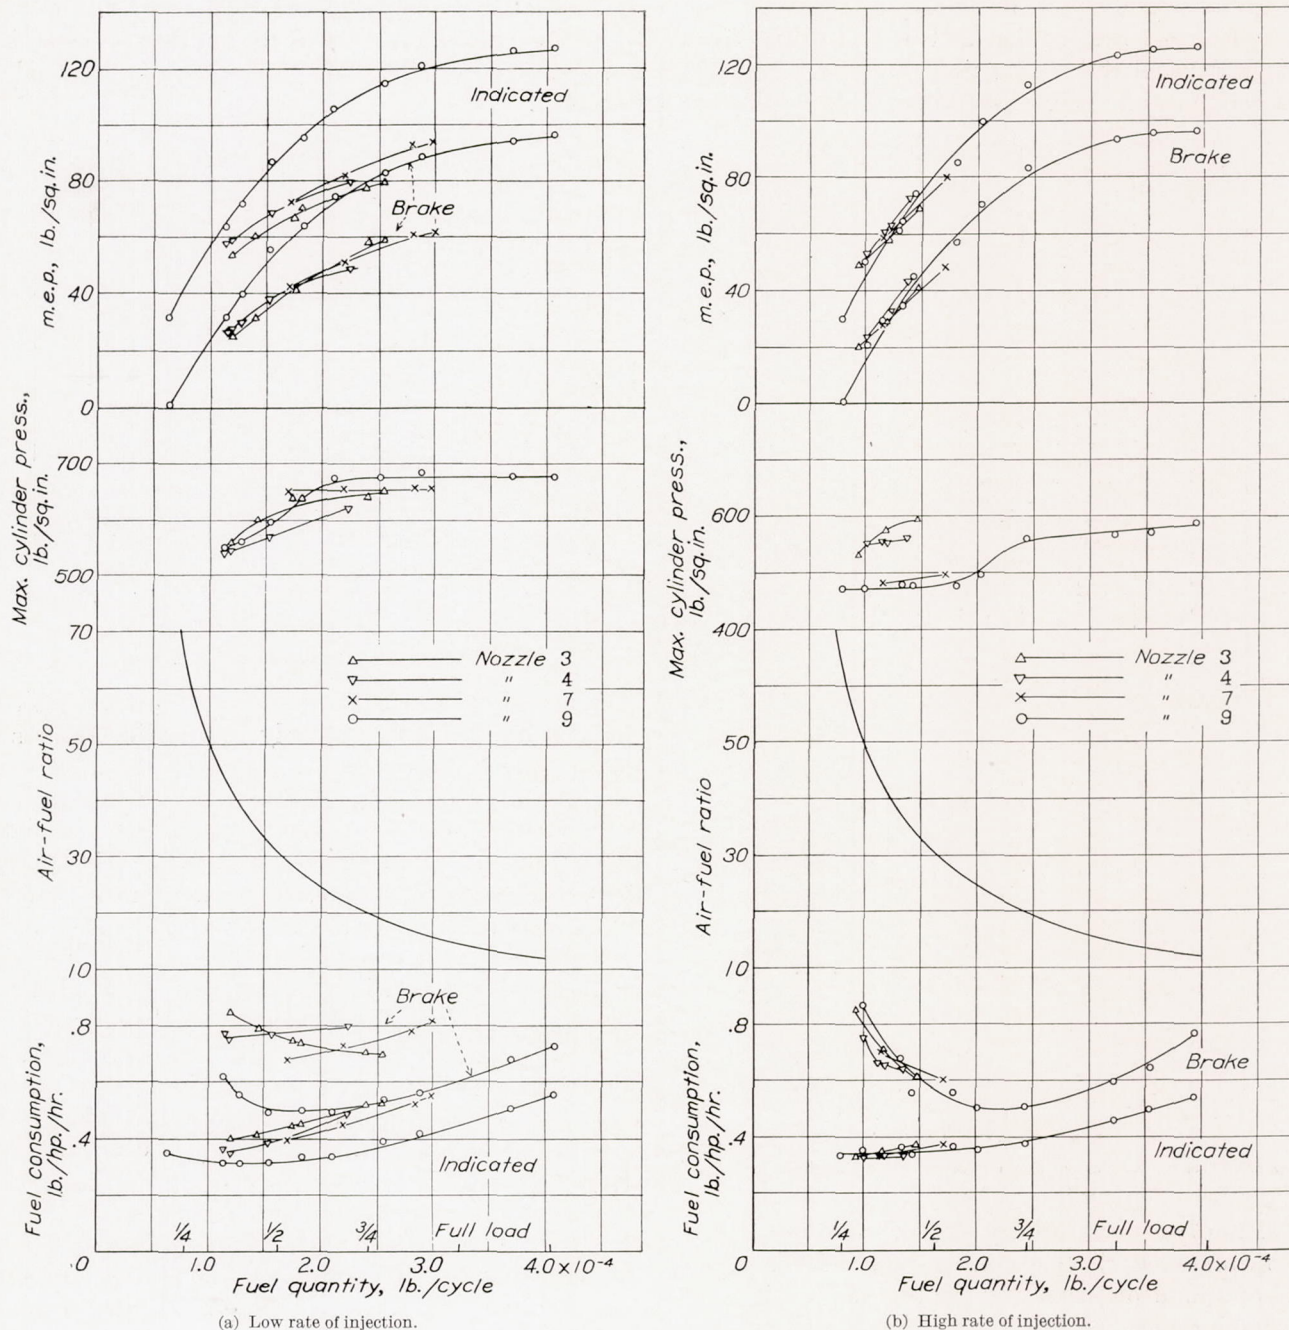 120
Indicated
80
Brake
m.e.p., lb./sq.in.
40
0
Max. cylinder press.,
lb./sq.in.
700
500
70
Nozzle 3
" 4
" 7
" 9
50
Air-fuel ratio
30
10
Brake
.8
Fuel consumption,
lb./hp./hr.
.4
Indicated
1/4 1/2 3/4 Full load
0 1.0 2.0 3.0 4.0×10⁻⁴
Fuel quantity, lb./cycle
(a) Low rate of injection.
120
Indicated
Brake
80
m.e.p., lb./sq.in.
40
0
Max. cylinder press.,
lb./sq.in.
600
400
Nozzle 3
" 4
" 7
" 9
50
Air-fuel ratio
30
10
.8
Brake
Fuel consumption,
lb./hp./hr.
.4
Indicated
1/4 1/2 3/4 Full load
0 1.0 2.0 3.0 4.0×10⁻⁴
Fuel quantity, lb./cycle
(b) High rate of injection.